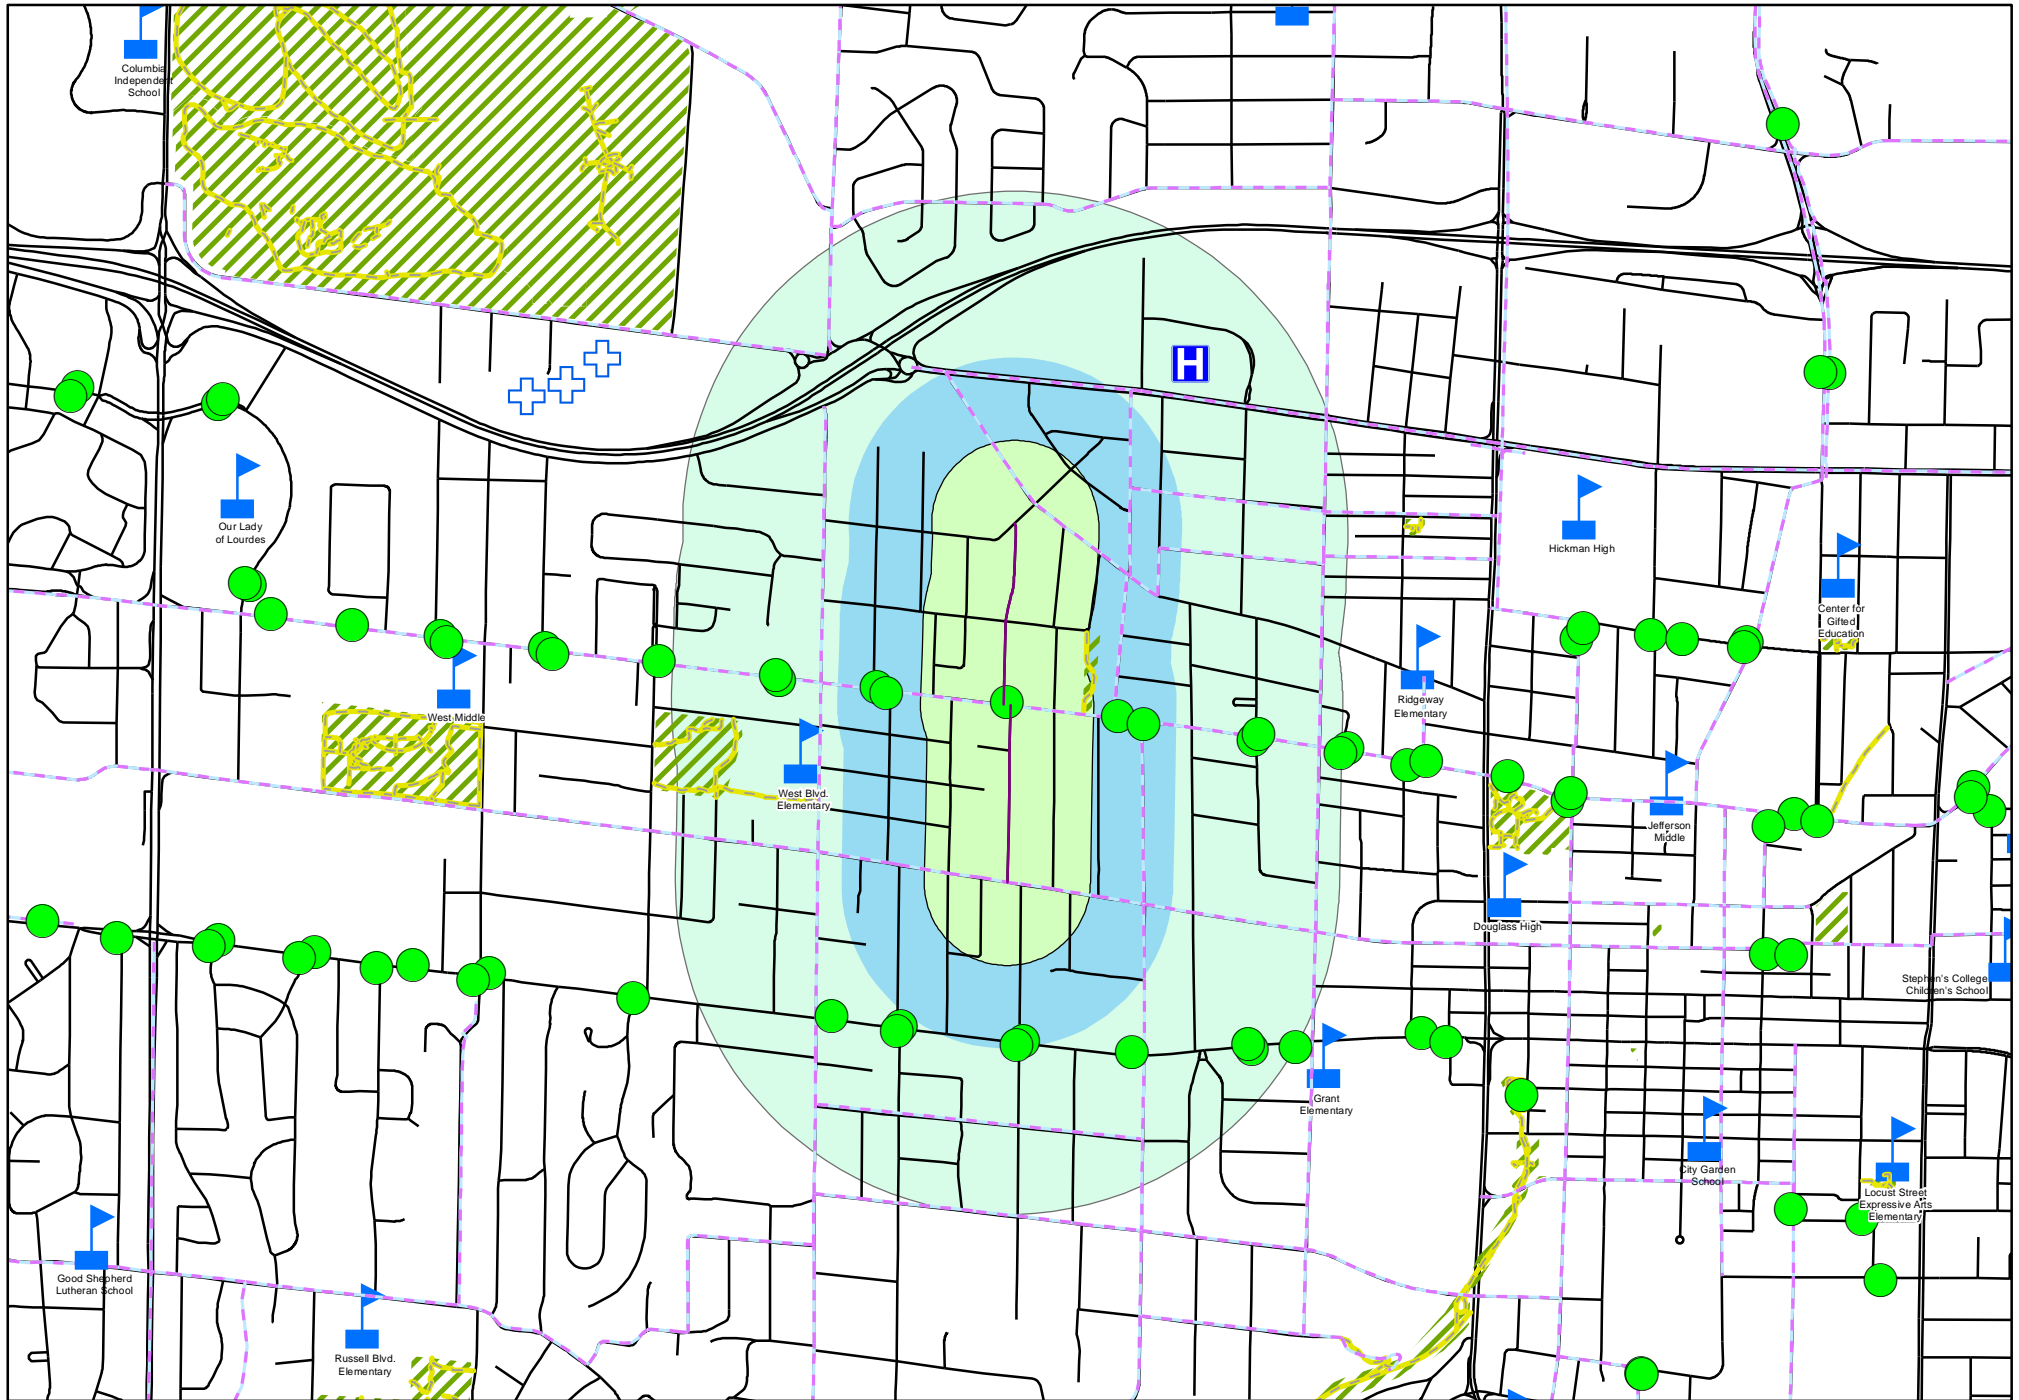 Columbia
Independent
School
H
Our Lady
of Lourdes
Hickman High
Center for
Gifted
Education
West Middle
Ridgeway
Elementary
West Blvd.
Elementary
Jefferson
Middle
Douglass High
Stephen's College
Children's School
Grant
Elementary
City Garden
School
Locust Street
Expressive Arts
Elementary
Good Shepherd
Lutheran School
Russell Blvd.
Elementary